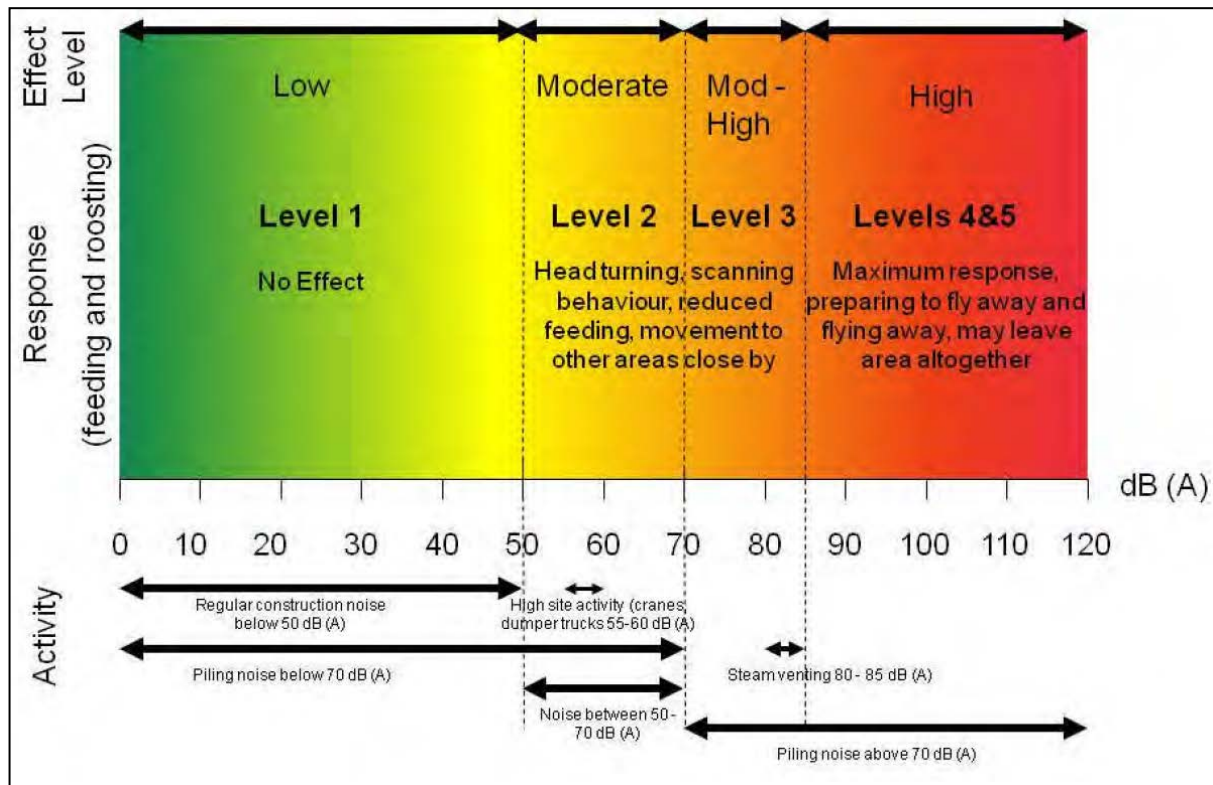 Effect
Level
Low
Moderate
Mod -
High
High
Response
(feeding and roosting)
Level 1
No Effect
Level 2
Level 3
Head turning, scanning
behaviour, reduced
feeding, movement to
other areas close by
Levels 4&5
Maximum response,
preparing to fly away and
flying away, may leave
area altogether
dB (A)
0 10 20 30 40 50 60 70 80 90 100 110 120
Activity
Regular construction noise
below 50 dB (A)
High site activity (cranes,
dumper trucks 55-60 dB (A)
Piling noise below 70 dB (A)
Steam venting 80 - 85 dB (A)
Noise between 50-
70 dB (A)
Piling noise above 70 dB (A)